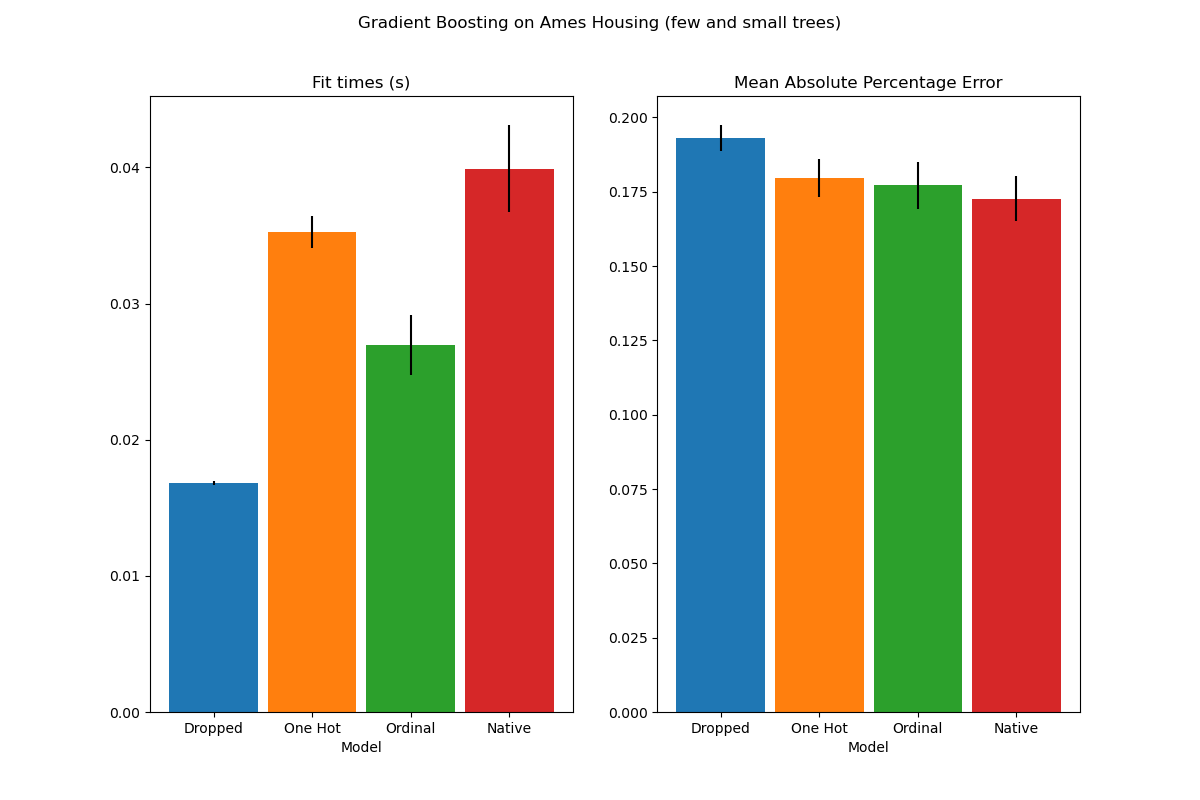 Gradient Boosting on Ames Housing (few and small trees)
Fit times (s)
0.04
0.03
0.02
0.01
0.00
Dropped One Hot Ordinal Native
Model
Mean Absolute Percentage Error
0.200
0.175
0.150
0.125
0.100
0.075
0.050
0.025
0.000
Dropped One Hot Ordinal Native
Model